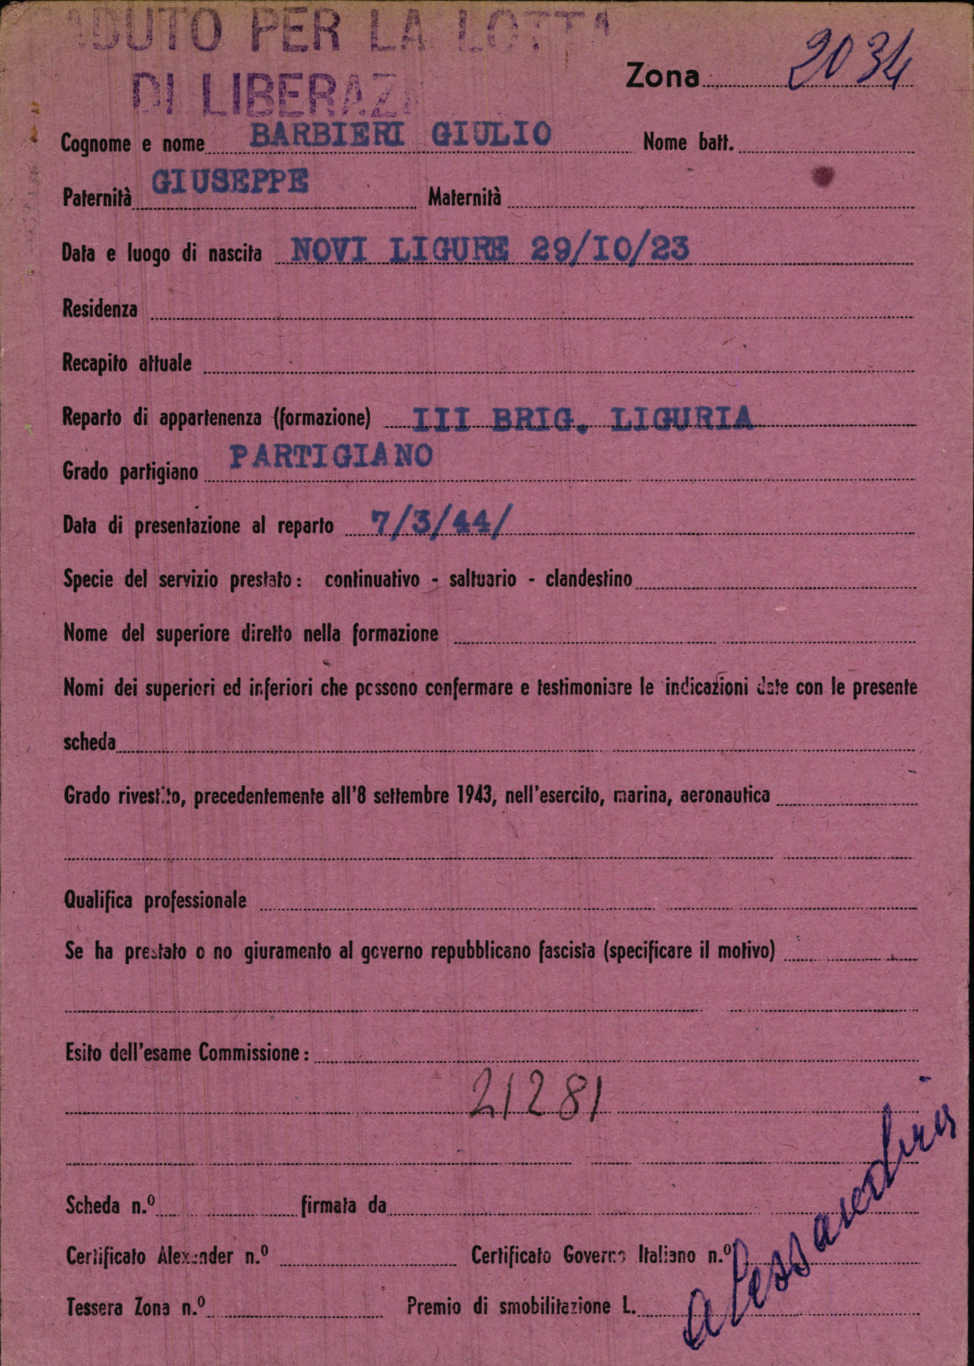 CADUTO PER LA LOTTA
DI LIBERAZ
Zona 2034
Cognome e nome BARBIERI GIULIO Nome batt.
Paternità GIUSEPPE Maternità
Data e luogo di nascita NOVI LIGURE 29/IO/23
Residenza
Recapito attuale
Reparto di appartenenza (formazione) III BRIG. LIGURIA
Grado partigiano PARTIGIANO
Data di presentazione al reparto 7/3/44/
Specie del servizio prestato: continuativo - saltuario - clandestino
Nome del superiore diretto nella formazione
Nomi dei superiori ed inferiori che possono confermare e testimoniare le indicazioni date con le presente
scheda
Grado rivestito, precedentemente all'8 settembre 1943, nell'esercito, marina, aeronautica
Qualifica professionale
Se ha prestato o no giuramento al governo repubblicano fascista (specificare il motivo)
Esito dell'esame Commissione:
21281
Scheda n.º firmata da
Certificato Alexander n.º Certificato Governo Italiano n.º
Tessera Zona n.º Premio di smobilitazione L.
Alessandria